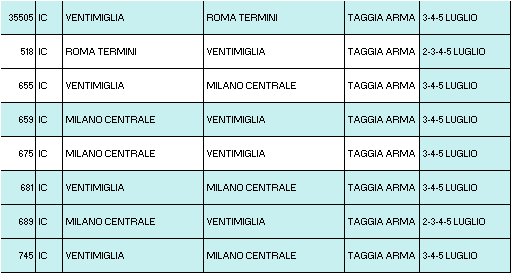 35505 IC VENTIMIGLIA ROMA TERMINI TAGGIA ARMA 3-4-5 LUGLIO
518 IC ROMA TERMINI VENTIMIGLIA TAGGIA ARMA 2-3-4-5 LUGLIO
655 IC VENTIMIGLIA MILANO CENTRALE TAGGIA ARMA 3-4-5 LUGLIO
659 IC MILANO CENTRALE VENTIMIGLIA TAGGIA ARMA 3-4-5 LUGLIO
675 IC MILANO CENTRALE VENTIMIGLIA TAGGIA ARMA 3-4-5 LUGLIO
681 IC VENTIMIGLIA MILANO CENTRALE TAGGIA ARMA 3-4-5 LUGLIO
689 IC MILANO CENTRALE VENTIMIGLIA TAGGIA ARMA 2-3-4-5 LUGLIO
745 IC VENTIMIGLIA MILANO CENTRALE TAGGIA ARMA 3-4-5 LUGLIO